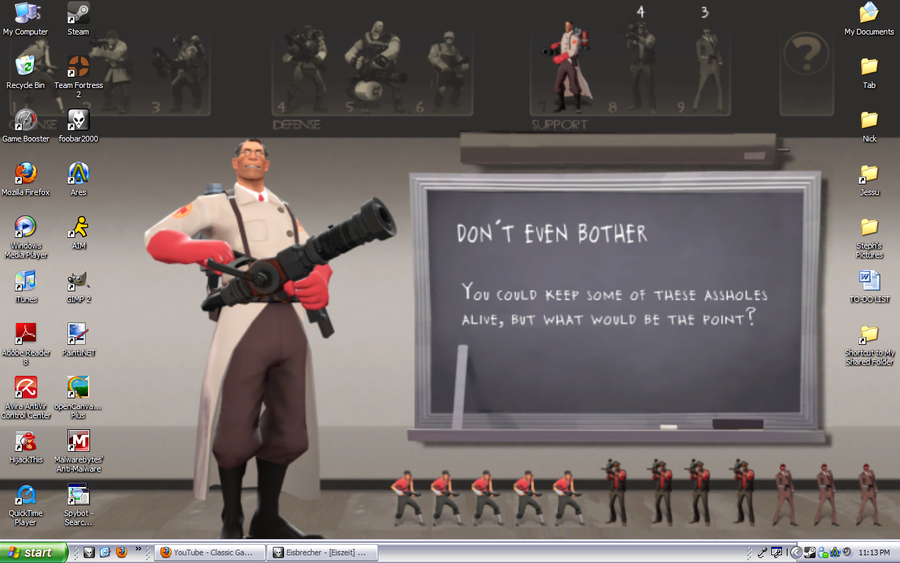 My Computer
Steam
4
3
My Documents
Recycle Bin
Team Fortress
2
Tab
1
2
3
4
5
6
7
8
9
?
DEFENSE
SUPPORT
Game Booster
foobar2000
Nick
Mozilla Firefox
Ares
Jessu
Windows
Media Player
AIM
Steph's
Pictures
DON'T EVEN BOTHER
iTunes
GIMP 2
TO-DO LIST
YOU COULD KEEP SOME OF THESE ASSHOLES
ALIVE, BUT WHAT WOULD BE THE POINT?
Adobe Reader
8
Paint.NET
Shortcut to My
Shared Folder
Avira AntiVir
Control Center
openCanva...
Plus
HijackThis
Malwarebytes'
Anti-Malware
QuickTime
Player
Spybot -
Searc...
start
YouTube - Classic Ga...
Eisbrecher - [Eiszeit] ...
11:13 PM